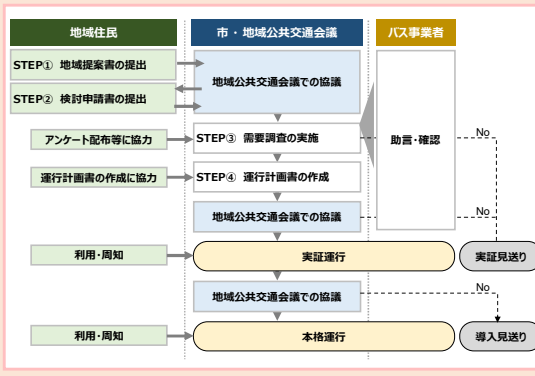 地域住民
市・地域公共交通会議
バス事業者
STEP① 地域提案書の提出
STEP② 検討申請書の提出
地域公共交通会議での協議
助言・確認
アンケート配布等に協力
STEP③ 需要調査の実施
No
運行計画書の作成に協力
STEP④ 運行計画書の作成
地域公共交通会議での協議
No
利用・周知
実証運行
実証見送り
地域公共交通会議での協議
No
利用・周知
本格運行
導入見送り